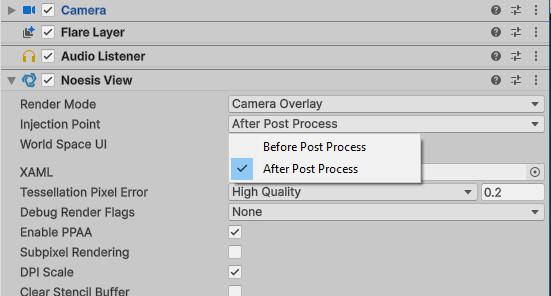 Camera
Flare Layer
Audio Listener
Noesis View
Render Mode Camera Overlay
Injection Point After Post Process
World Space UI Before Post Process
XAML After Post Process
Tessellation Pixel Error High Quality 0.2
Debug Render Flags None
Enable PPAA
Subpixel Rendering
DPI Scale
Clear Stencil Buffer